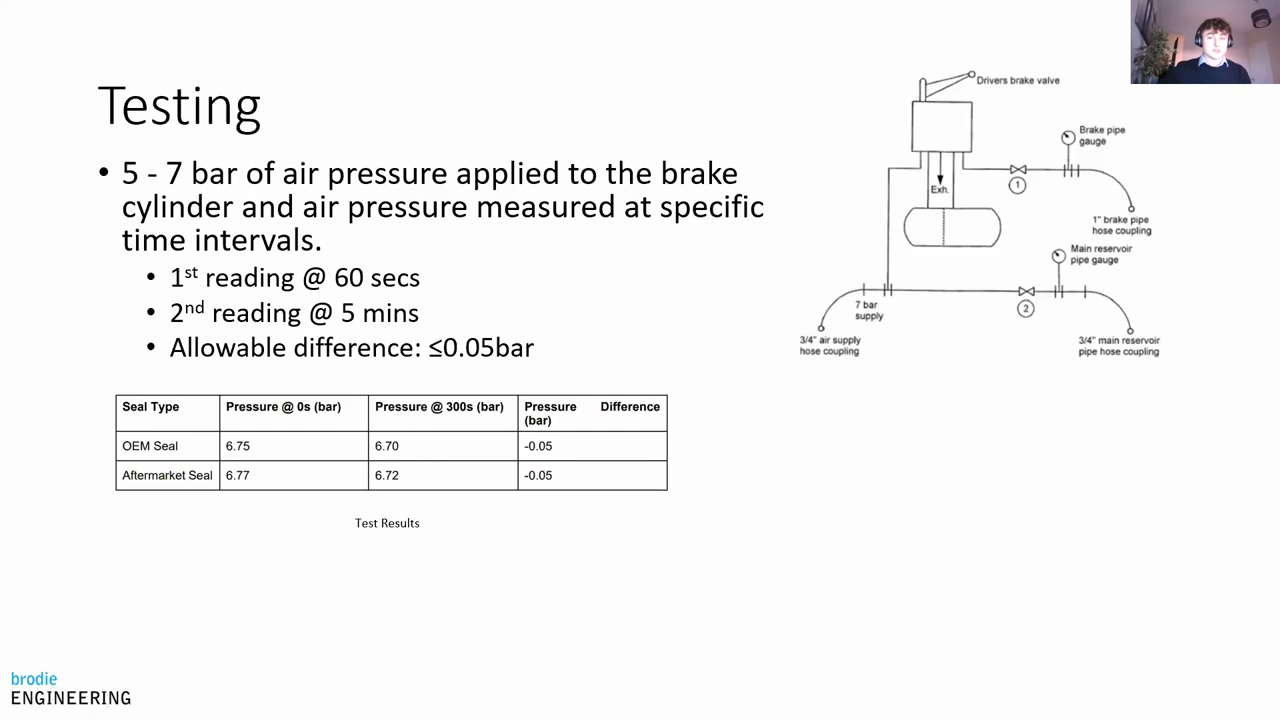 Testing
• 5 - 7 bar of air pressure applied to the brake
cylinder and air pressure measured at specific
time intervals.
• 1st reading @ 60 secs
• 2nd reading @ 5 mins
• Allowable difference: ≤0.05bar
Seal Type Pressure @ 0s (bar) Pressure @ 300s (bar) Pressure Difference
(bar)
OEM Seal 6.75 6.70 -0.05
Aftermarket Seal 6.77 6.72 -0.05
Test Results
Drivers brake valve
Brake pipe
gauge
1
Exh.
1" brake pipe
hose coupling
Main reservoir
pipe gauge
7 bar
supply
2
3/4" air supply
hose coupling
3/4" main reservoir
pipe hose coupling
brodie
ENGINEERING